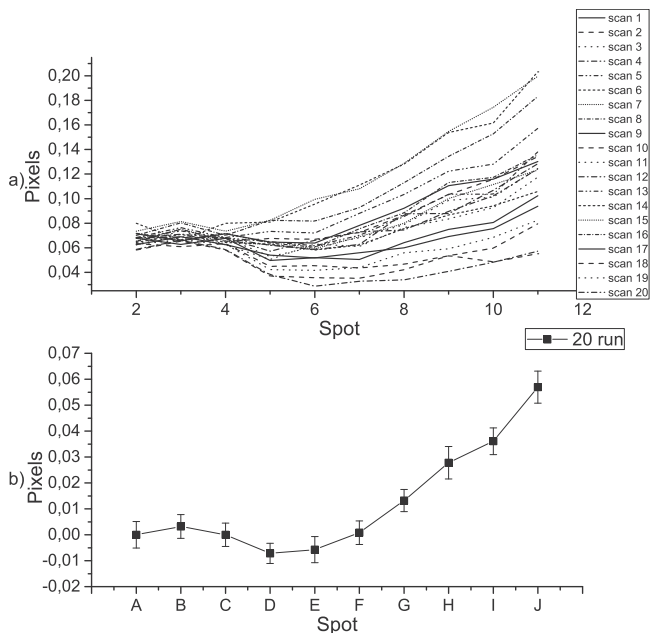 scan 1
scan 2
scan 3
scan 4
scan 5
scan 6
scan 7
scan 8
scan 9
scan 10
scan 11
scan 12
scan 13
scan 14
scan 15
scan 16
scan 17
scan 18
scan 19
scan 20
a)
Pixels
0,20
0,18
0,16
0,14
0,12
0,10
0,08
0,06
0,04
2 4 6 8 10 12
Spot
20 run
b)
Pixels
0,07
0,06
0,05
0,04
0,03
0,02
0,01
0,00
-0,01
-0,02
A B C D E F G H I J
Spot